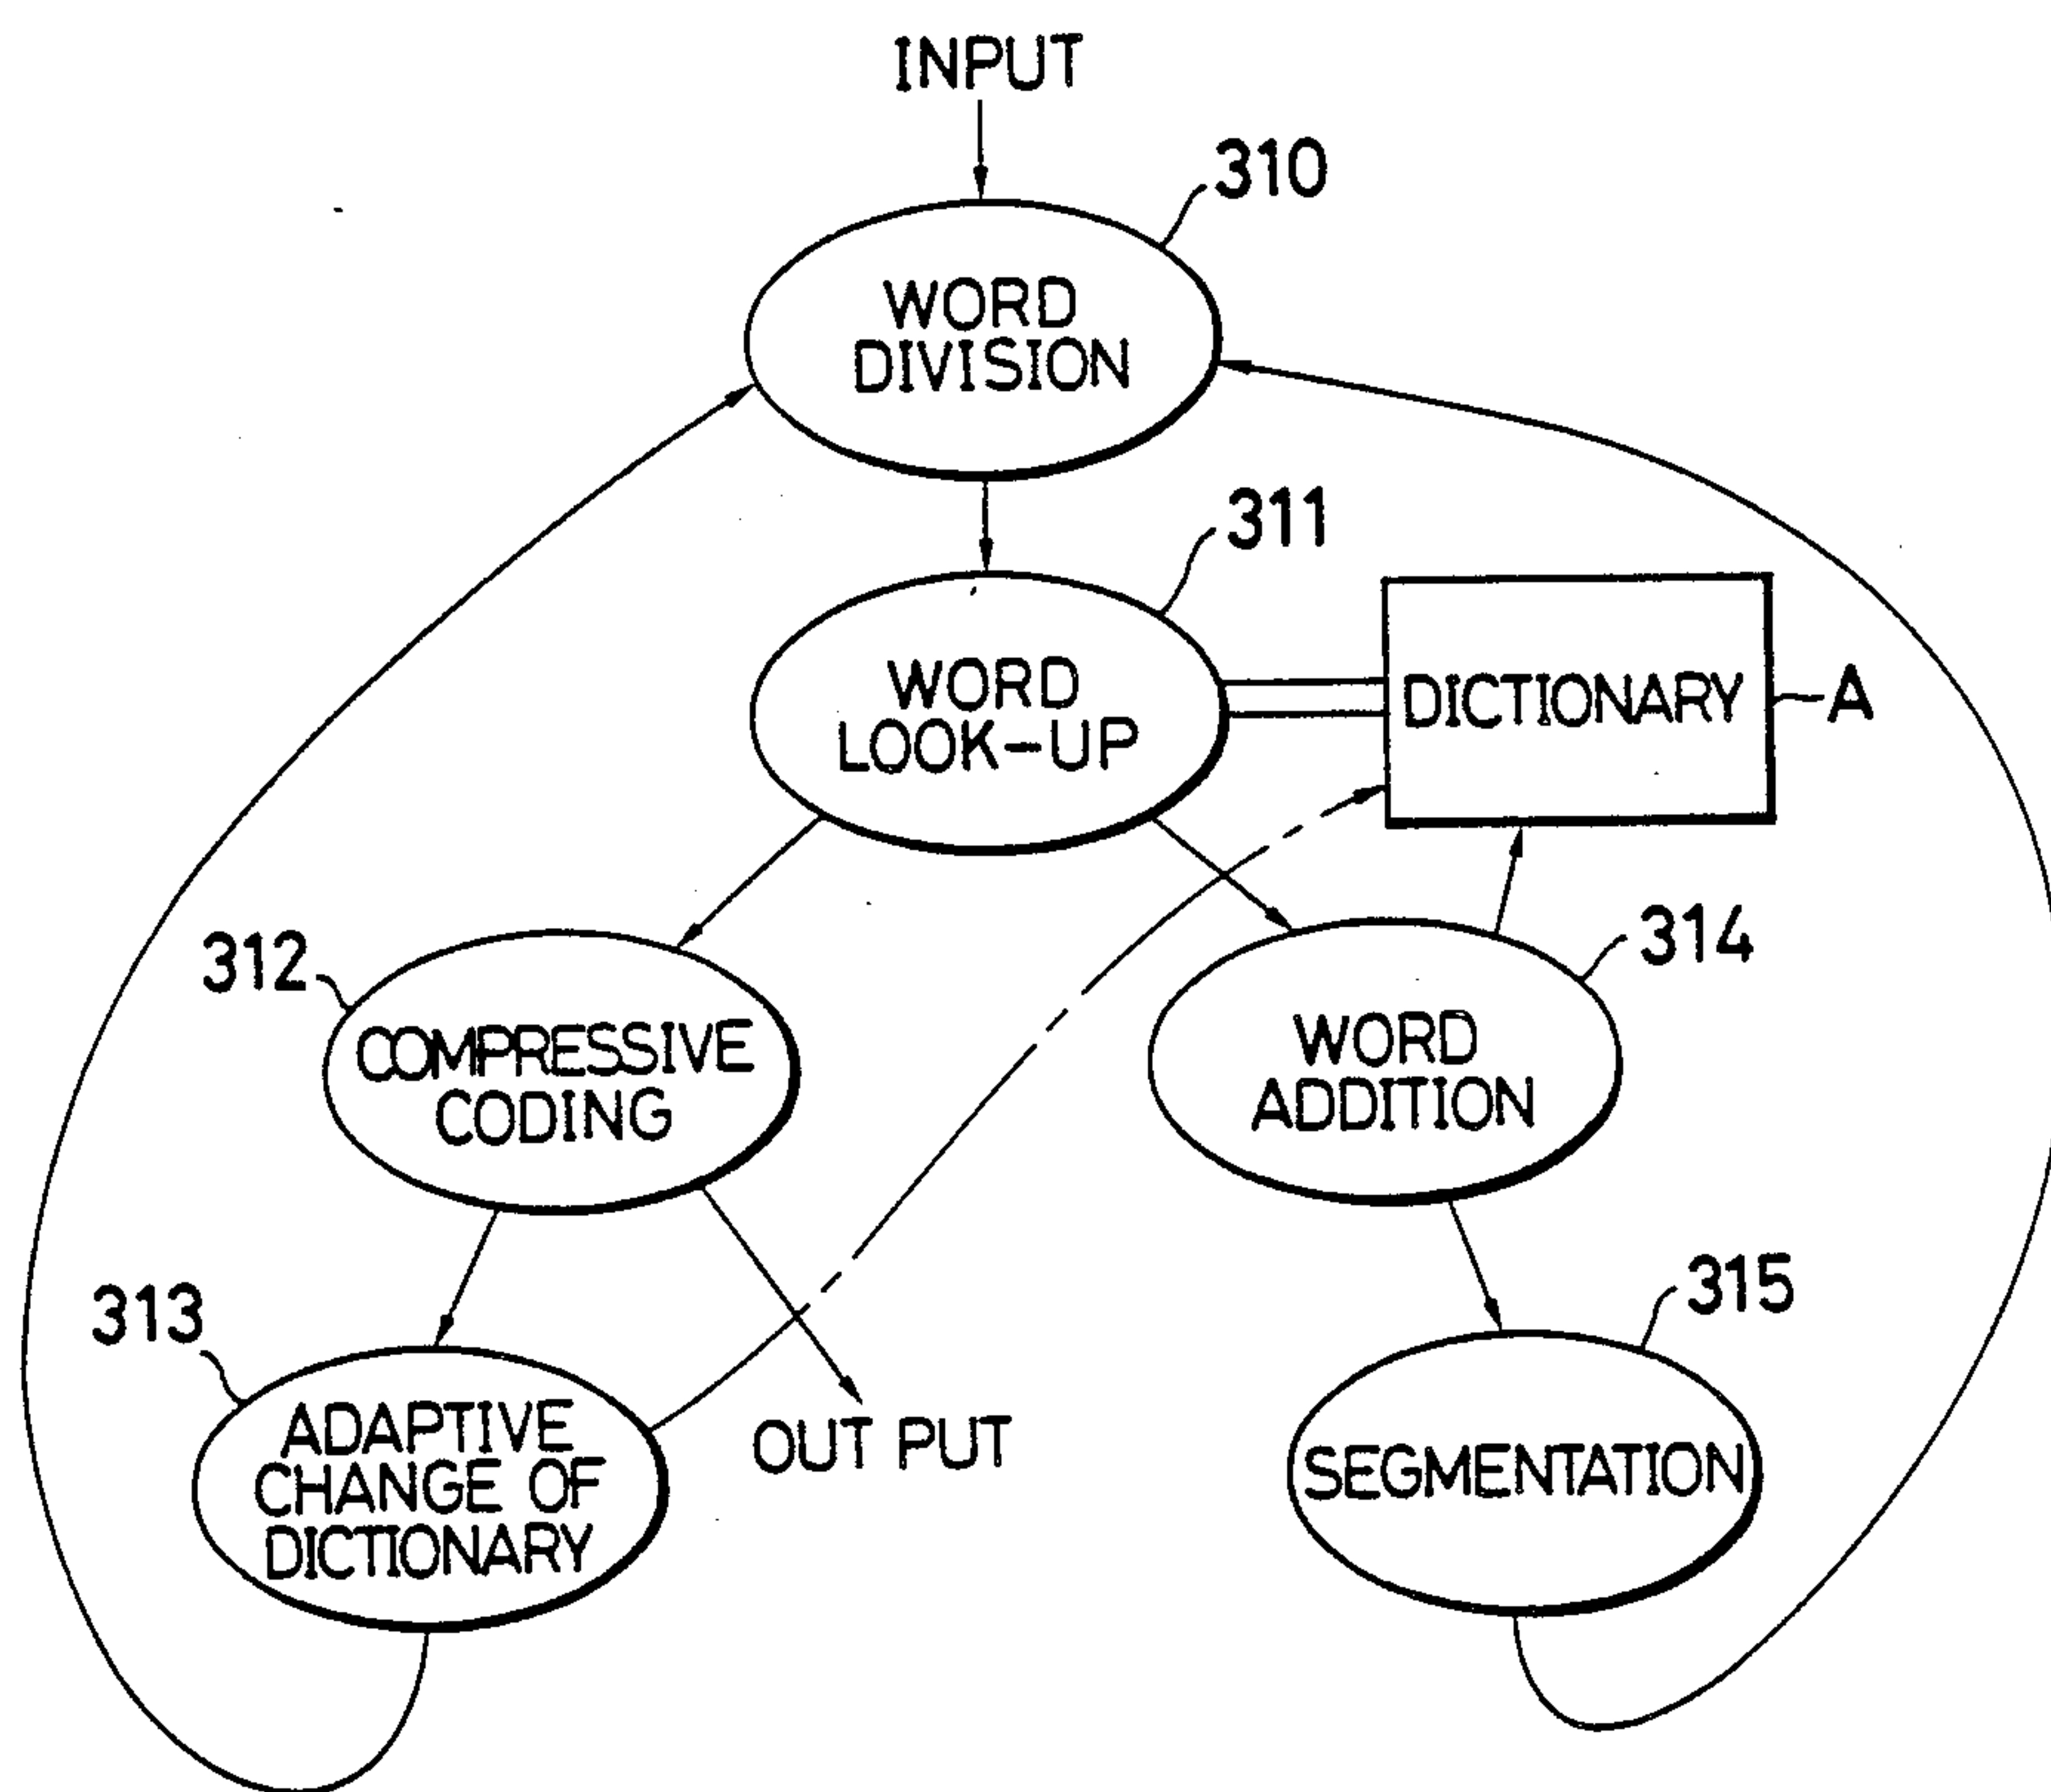 INPUT
310
WORD
DIVISION
311
WORD
LOOK-UP
DICTIONARY
A
312
COMPRESSIVE
CODING
314
WORD
ADDITION
313
ADAPTIVE
CHANGE OF
DICTIONARY
OUT PUT
315
SEGMENTATION